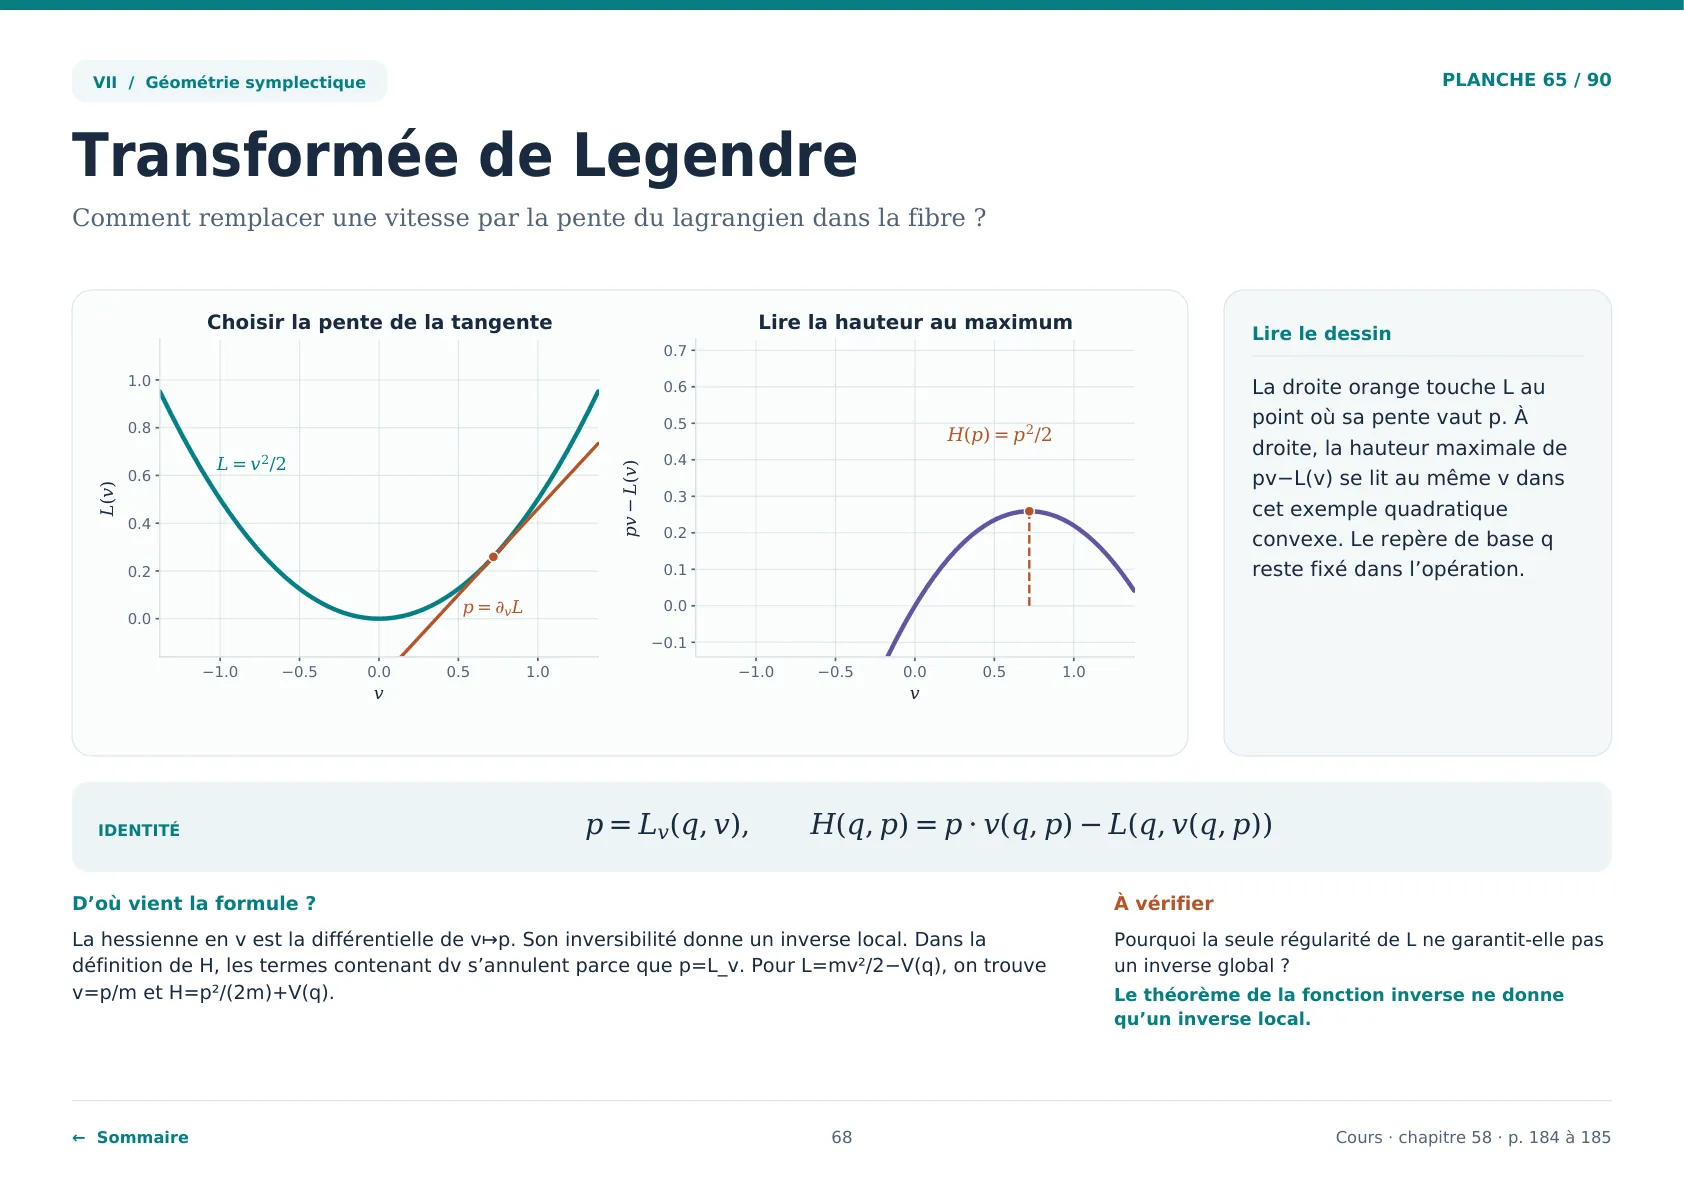 VII / Géométrie symplectique
PLANCHE 65 / 90
Transformée de Legendre
Comment remplacer une vitesse par la pente du lagrangien dans la fibre ?
Choisir la pente de la tangente
1.0
0.8
0.6
0.4
0.2
0.0
L(v)
L = v²/2
p = ∂ᵥL
−1.0 −0.5 0.0 0.5 1.0
v
Lire la hauteur au maximum
0.7
0.6
0.5
0.4
0.3
0.2
0.1
0.0
−0.1
pv − L(v)
H(p) = p²/2
−1.0 −0.5 0.0 0.5 1.0
v
Lire le dessin
La droite orange touche L au
point où sa pente vaut p. À
droite, la hauteur maximale de
pv−L(v) se lit au même v dans
cet exemple quadratique
convexe. Le repère de base q
reste fixé dans l’opération.
IDENTITÉ
p = Lᵥ(q, v), H(q, p) = p · v(q, p) − L(q, v(q, p))
D’où vient la formule ?
La hessienne en v est la différentielle de v↦p. Son inversibilité donne un inverse local. Dans la
définition de H, les termes contenant dv s’annulent parce que p=L_v. Pour L=mv²/2−V(q), on trouve
v=p/m et H=p²/(2m)+V(q).
À vérifier
Pourquoi la seule régularité de L ne garantit-elle pas
un inverse global ?
Le théorème de la fonction inverse ne donne
qu’un inverse local.
← Sommaire
68
Cours · chapitre 58 · p. 184 à 185